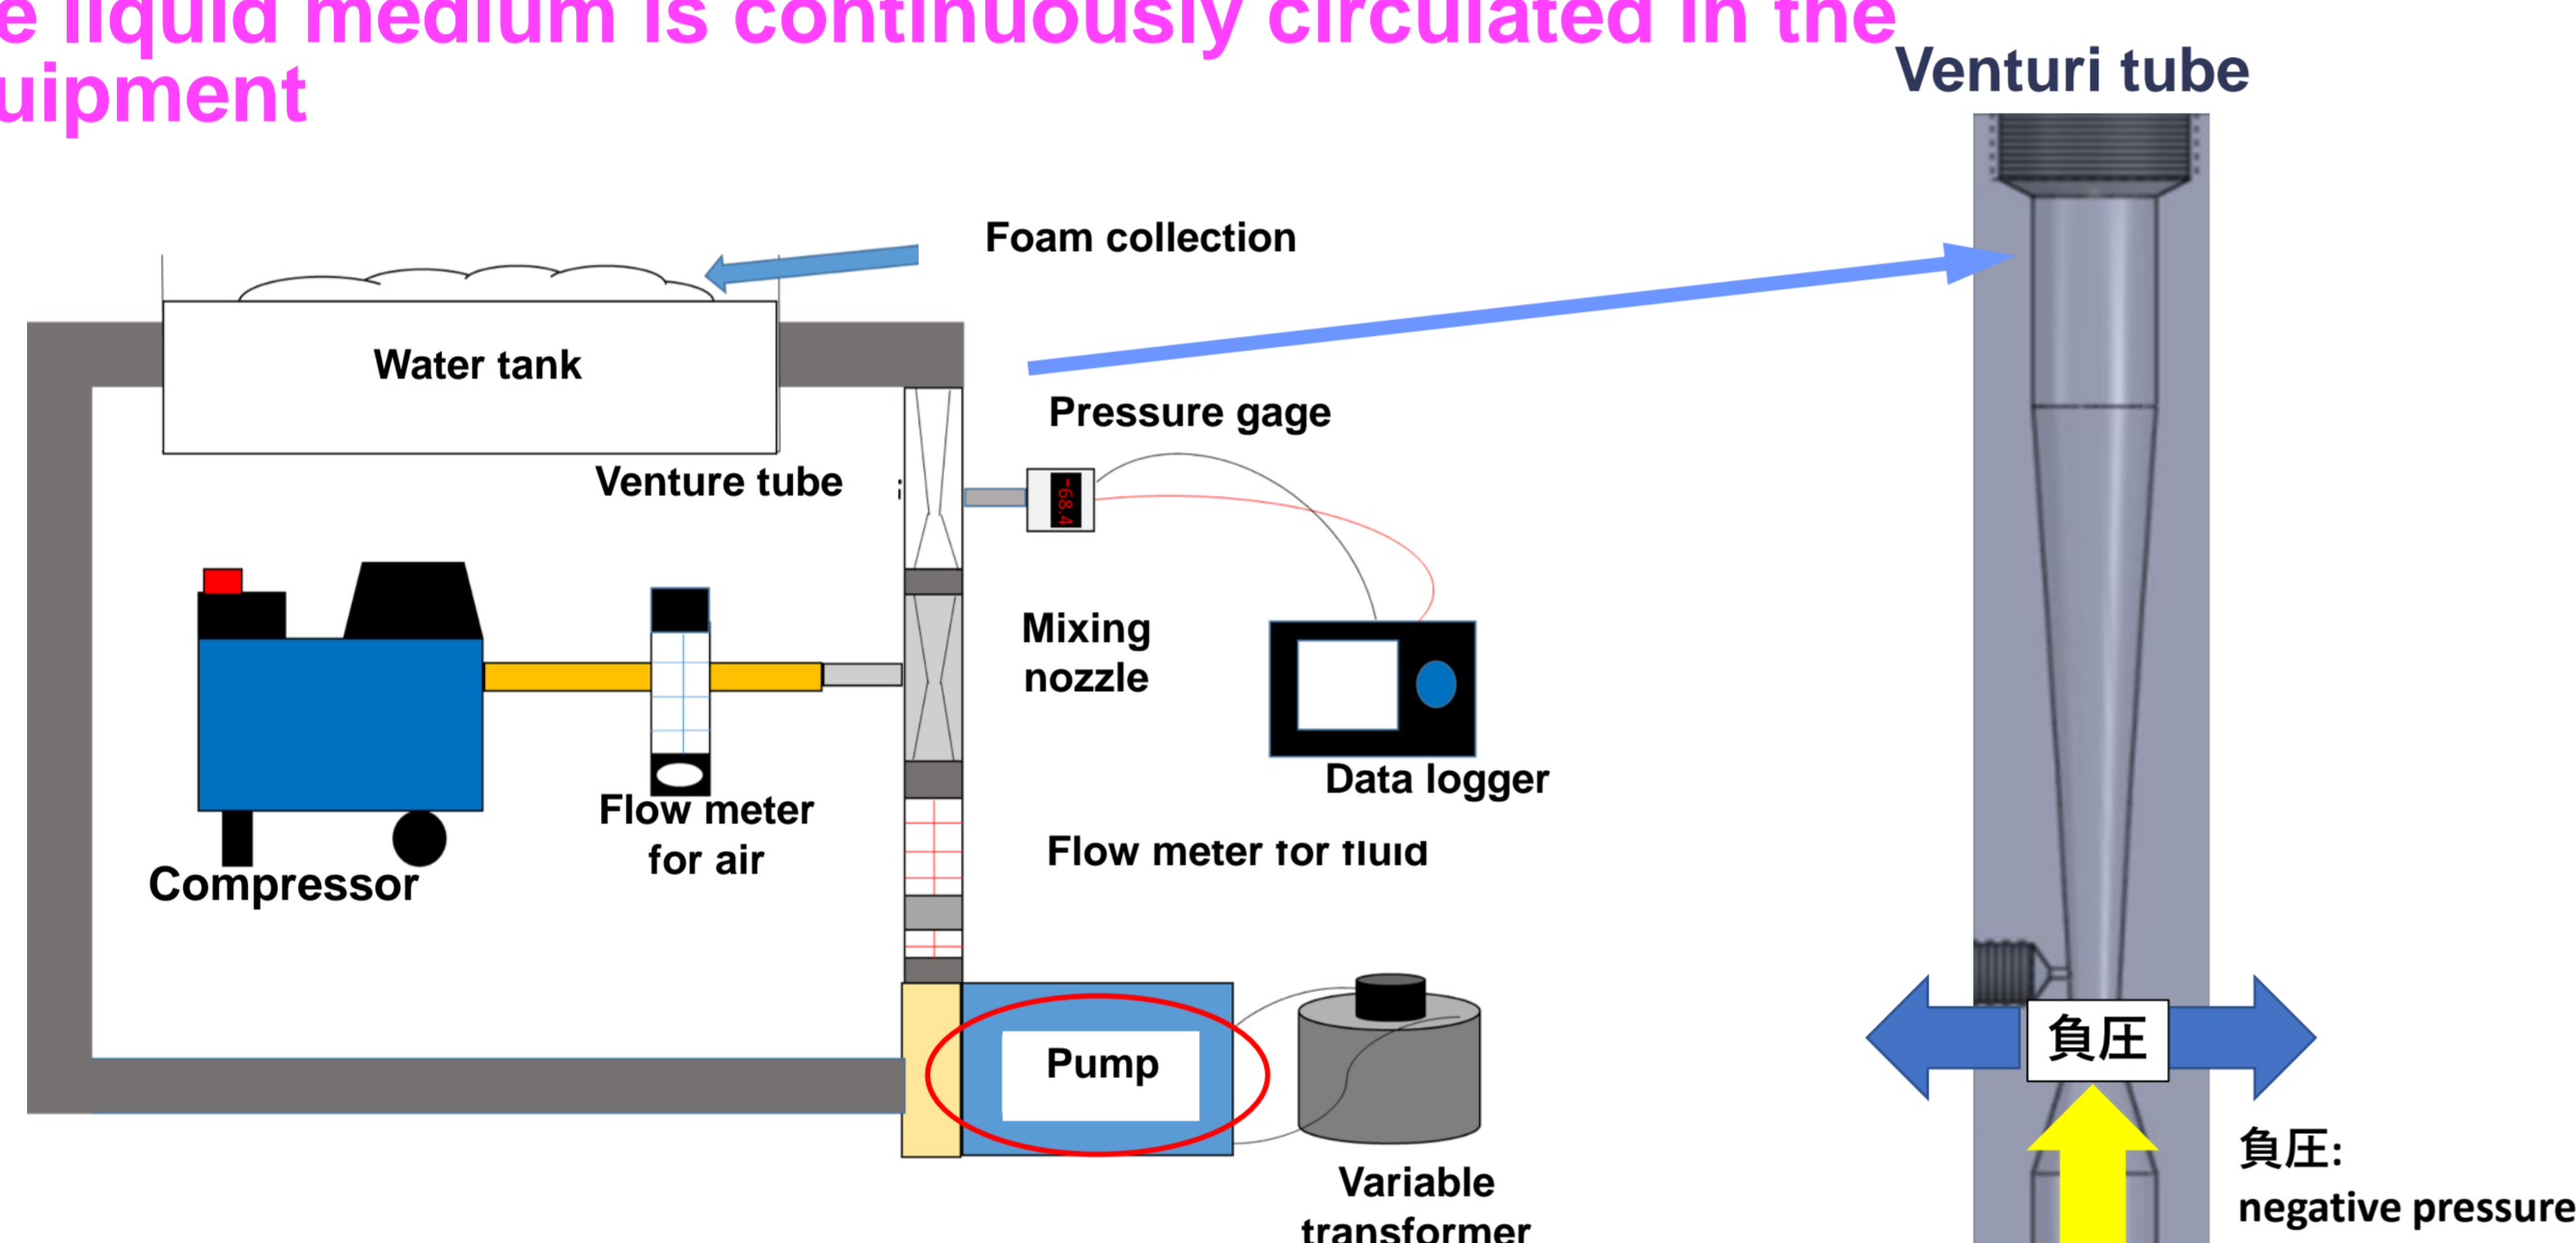 e liquid medium is continuously circulated in the
uipment
Venturi tube
Foam collection
Water tank
Pressure gage
Venture tube
-68.4
Mixing
nozzle
Data logger
Flow meter
for air
Flow meter for fluid
Compressor
Pump
負圧
Variable
transformer
負圧:
negative pressure